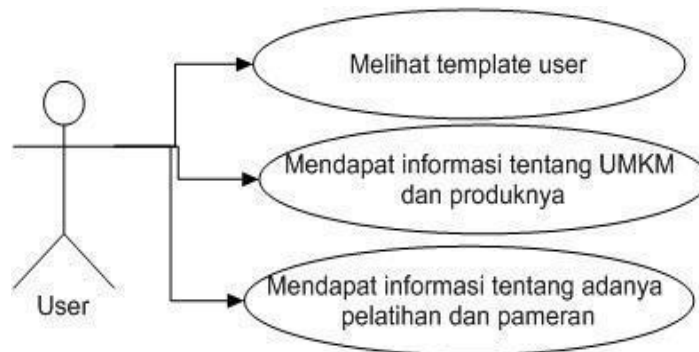 Melihat template user
Mendapat informasi tentang UMKM
dan produknya
Mendapat informasi tentang adanya
pelatihan dan pameran
User